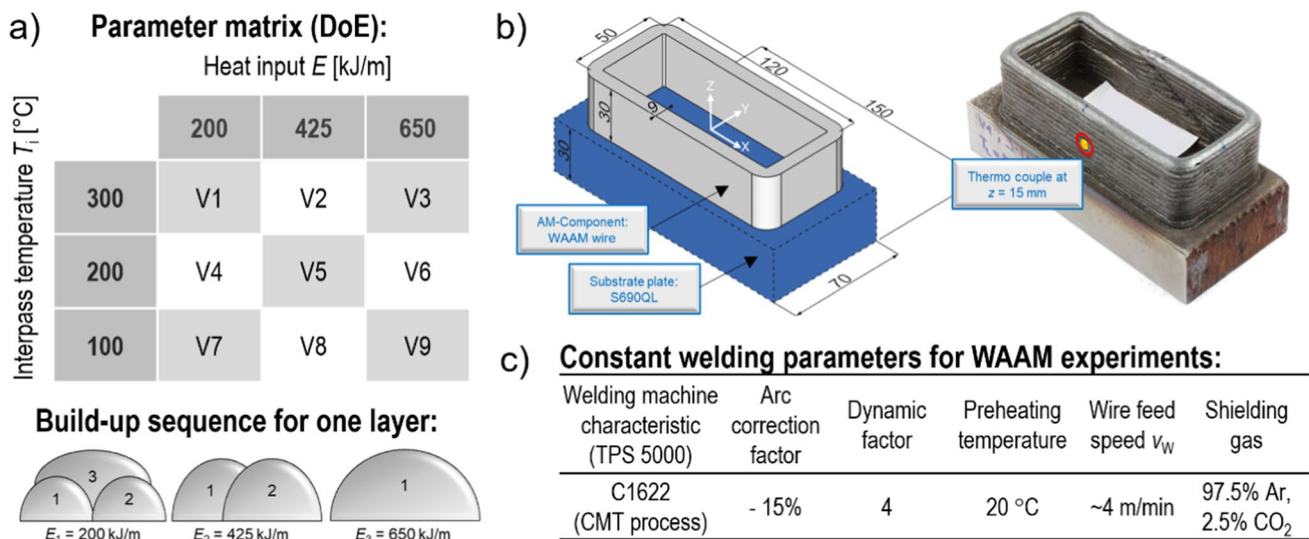 a)
Parameter matrix (DoE):
Heat input E [kJ/m]
Interpass temperature Tᵢ [°C]
200 425 650
300 V1 V2 V3
200 V4 V5 V6
100 V7 V8 V9
Build-up sequence for one layer:
1 2 3
1 2
1
E₁ = 200 kJ/m E₂ = 425 kJ/m E₃ = 650 kJ/m
b)
50
120
150
30
9
Z
Y
X
30
70
AM-Component:
WAAM wire
Substrate plate:
S690QL
Thermo couple at
z = 15 mm
c)
Constant welding parameters for WAAM experiments:
Welding machine
characteristic
(TPS 5000)
Arc
correction
factor
Dynamic
factor
Preheating
temperature
Wire feed
speed v_W
Shielding
gas
C1622
(CMT process)
- 15%
4
20 °C
~4 m/min
97.5% Ar,
2.5% CO₂